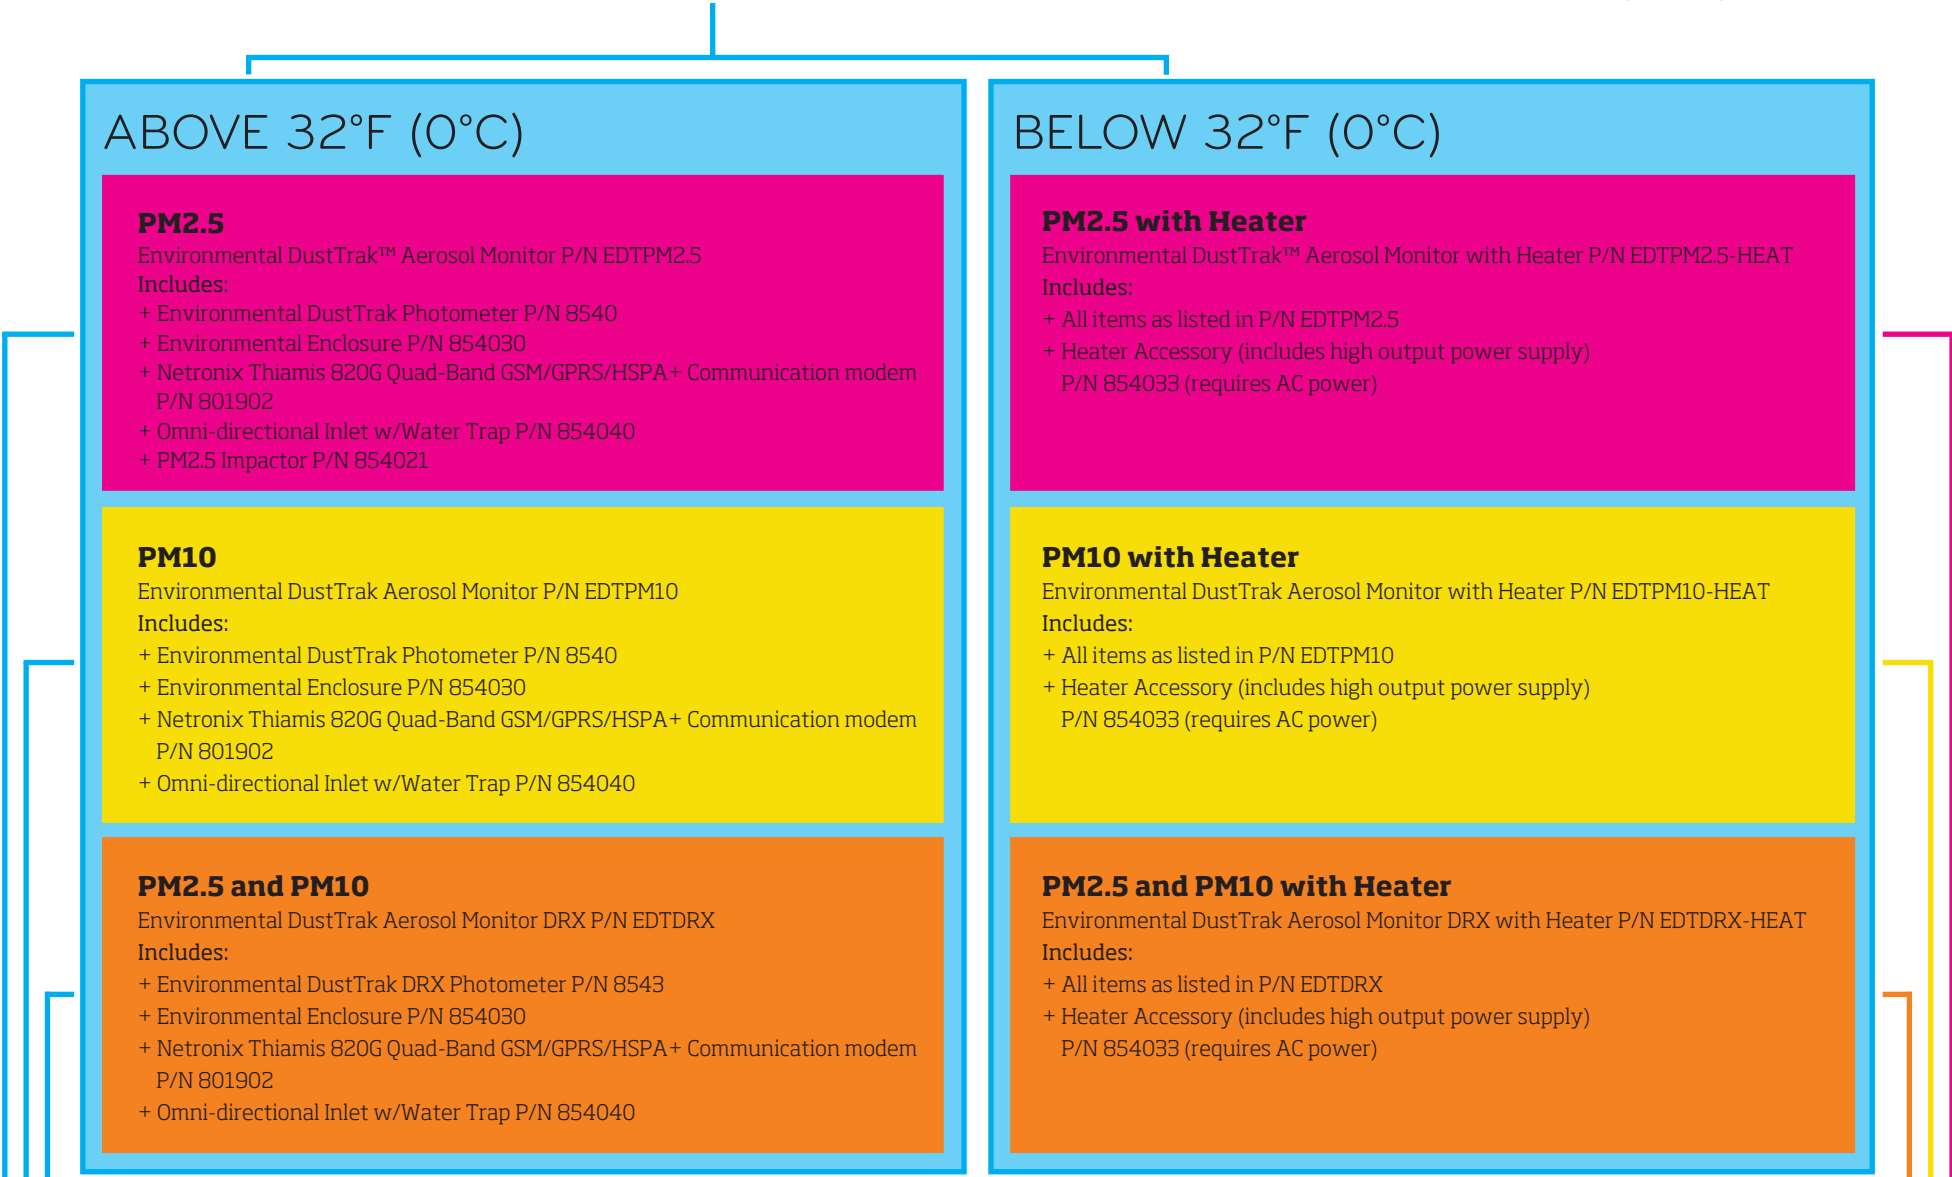 ABOVE 32°F (0°C)
PM2.5
Environmental DustTrak™ Aerosol Monitor P/N EDTPM2.5
Includes:
+ Environmental DustTrak Photometer P/N 8540
+ Environmental Enclosure P/N 854030
+ Netronix Thiamis 820G Quad-Band GSM/GPRS/HSPA+ Communication modem
P/N 801902
+ Omni-directional Inlet w/Water Trap P/N 854040
+ PM2.5 Impactor P/N 854021
PM10
Environmental DustTrak Aerosol Monitor P/N EDTPM10
Includes:
+ Environmental DustTrak Photometer P/N 8540
+ Environmental Enclosure P/N 854030
+ Netronix Thiamis 820G Quad-Band GSM/GPRS/HSPA+ Communication modem
P/N 801902
+ Omni-directional Inlet w/Water Trap P/N 854040
PM2.5 and PM10
Environmental DustTrak Aerosol Monitor DRX P/N EDTDRX
Includes:
+ Environmental DustTrak DRX Photometer P/N 8543
+ Environmental Enclosure P/N 854030
+ Netronix Thiamis 820G Quad-Band GSM/GPRS/HSPA+ Communication modem
P/N 801902
+ Omni-directional Inlet w/Water Trap P/N 854040
BELOW 32°F (0°C)
PM2.5 with Heater
Environmental DustTrak™ Aerosol Monitor with Heater P/N EDTPM2.5-HEAT
Includes:
+ All items as listed in P/N EDTPM2.5
+ Heater Accessory (includes high output power supply)
P/N 854033 (requires AC power)
PM10 with Heater
Environmental DustTrak Aerosol Monitor with Heater P/N EDTPM10-HEAT
Includes:
+ All items as listed in P/N EDTPM10
+ Heater Accessory (includes high output power supply)
P/N 854033 (requires AC power)
PM2.5 and PM10 with Heater
Environmental DustTrak Aerosol Monitor DRX with Heater P/N EDTDRX-HEAT
Includes:
+ All items as listed in P/N EDTDRX
+ Heater Accessory (includes high output power supply)
P/N 854033 (requires AC power)